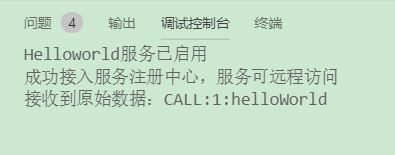 问题 4 输出 调试控制台 终端
Helloworld服务已启用
成功接入服务注册中心，服务可远程访问
接收到原始数据：CALL:1:helloWorld